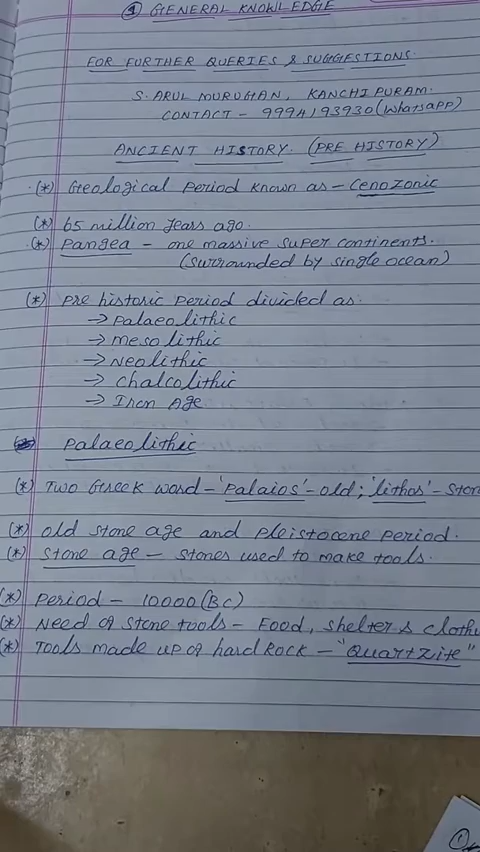 ① GENERAL KNOWLEDGE
FOR FURTHER QUERIES & SUGGESTIONS.
S. ARUL MURUGAN, KANCHIPURAM.
CONTACT - 9994193930 (WhatsApp)
ANCIENT HISTORY. (PRE HISTORY)
(*) Geological Period known as - Cenozonic
(*) 65 million years ago.
(*) Pangea - one massive super continents.
(surrounded by single ocean)
(*) Pre historic Period divided as.
→ Palaeolithic
→ mesolithic
→ Neolithic
→ Chalcolithic
→ Iron Age
Palaeolithic
(*) Two Greek word - 'Palaios' - old; 'lithos' - Stone
(*) old stone age and Pleistocene Period.
(*) Stone age - stones used to make tools.
(*) Period - 10000 (BC)
(*) Need of stone tools - Food, shelter & clothi
(*) Tools made up of hard Rock - "Quartzite"
①